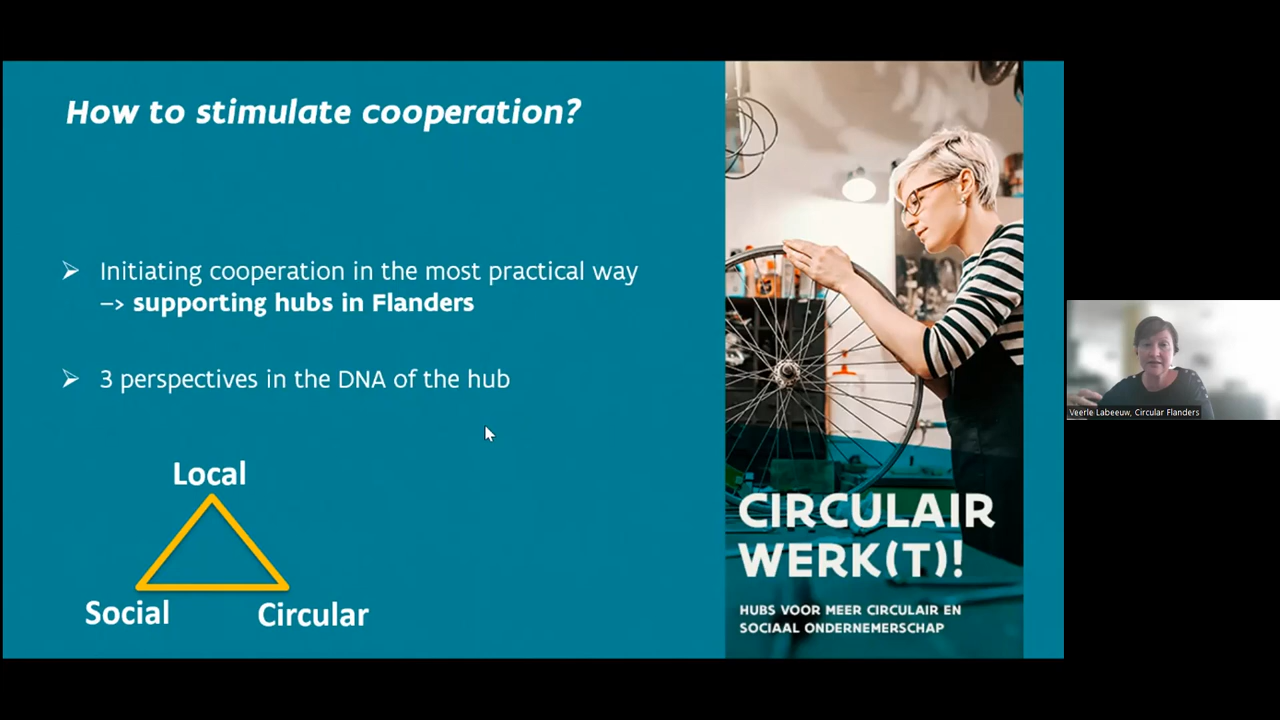 How to stimulate cooperation?
➢ Initiating cooperation in the most practical way
–> supporting hubs in Flanders
➢ 3 perspectives in the DNA of the hub
Local
Social
Circular
CIRCULAIR
WERK(T)!
HUBS VOOR MEER CIRCULAIR EN
SOCIAAL ONDERNEMERSCHAP
Veerle Labeeuw, Circular Flanders